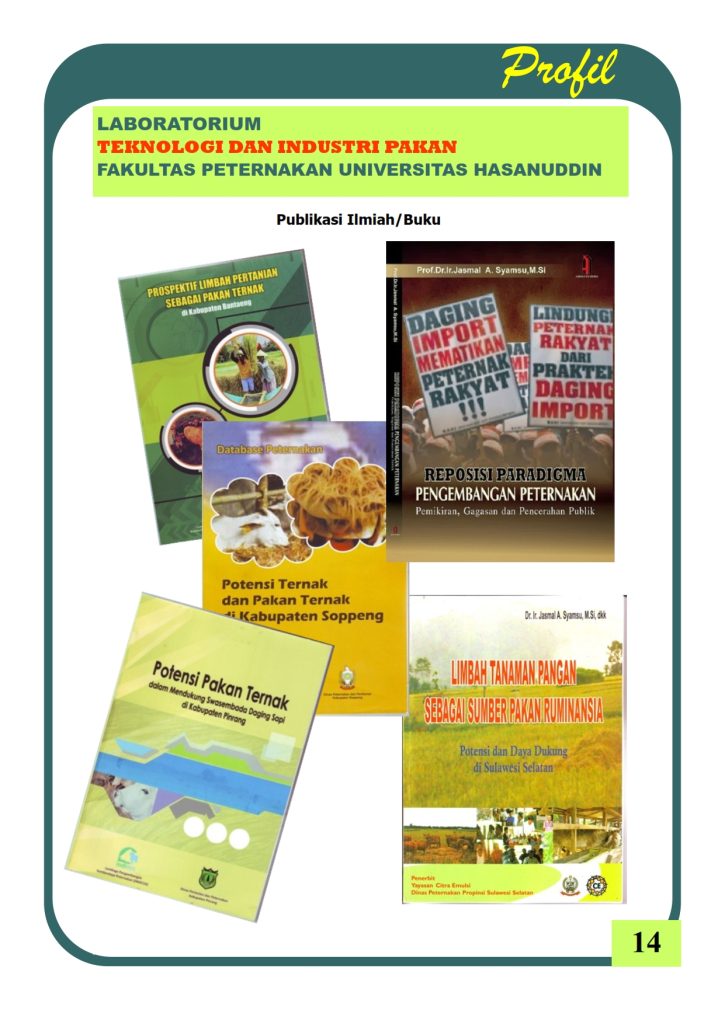 Profil
LABORATORIUM
TEKNOLOGI DAN INDUSTRI PAKAN
FAKULTAS PETERNAKAN UNIVERSITAS HASANUDDIN
Publikasi Ilmiah/Buku
PROSPEKTIF LIMBAH PERTANIAN
SEBAGAI PAKAN TERNAK
di Kabupaten Bantaeng
Prof.Dr.Ir.Jasmal A. Syamsu,M.Si
DAGING
IMPORT
MEMATIKAN
PETERNAK
RAKYAT
!!!
LINDUNGI
PETERNAK
RAKYAT
DARI
PRAKTEK
DAGING
IMPORT
REPOSISI PARADIGMA
PENGEMBANGAN PETERNAKAN
Pemikiran, Gagasan dan Pencerahan Publik
Database Peternakan
Potensi Ternak
dan Pakan Ternak
di Kabupaten Soppeng
Potensi Pakan Ternak
dalam Mendukung Swasembada Daging Sapi
di Kabupaten Pinrang
Dr. Ir. Jasmal A. Syamsu, M.Si, dkk
LIMBAH TANAMAN PANGAN
SEBAGAI SUMBER PAKAN RUMINANSIA
Potensi dan Daya Dukung
di Sulawesi Selatan
Penerbit
Yayasan Citra Emulsi
Dinas Peternakan Propinsi Sulawesi Selatan
14